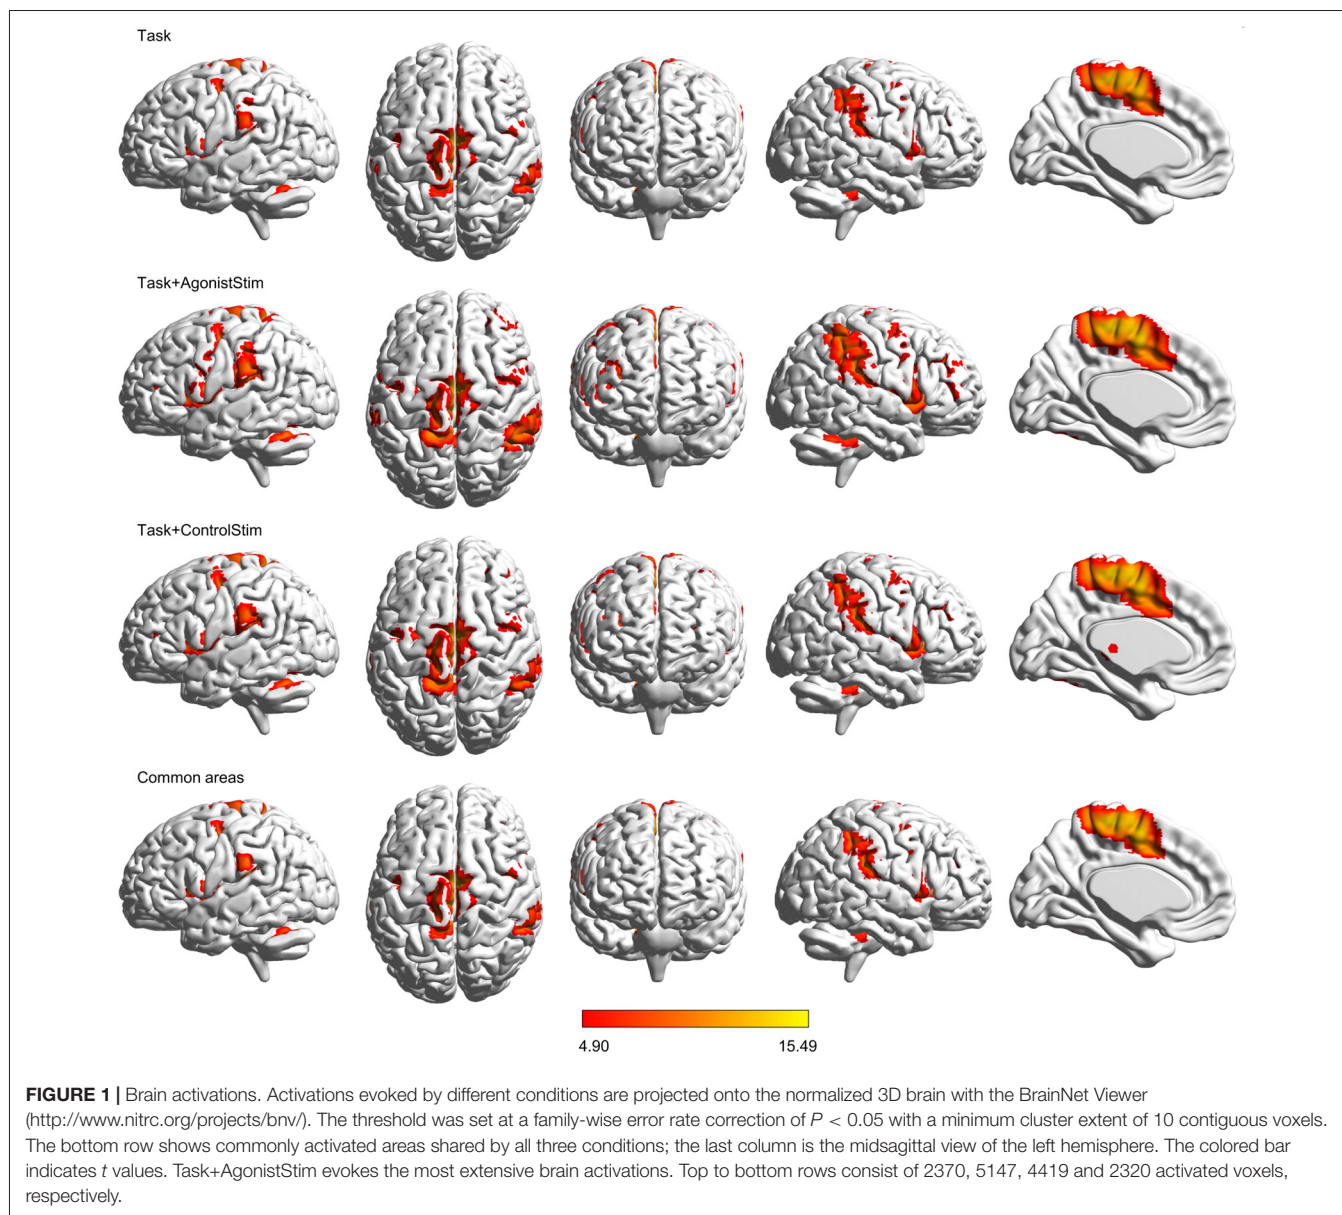 Task
Task+AgonistStim
Task+ControlStim
Common areas
4.90 15.49
FIGURE 1 | Brain activations. Activations evoked by different conditions are projected onto the normalized 3D brain with the BrainNet Viewer
(http://www.nitrc.org/projects/bnv/). The threshold was set at a family-wise error rate correction of P < 0.05 with a minimum cluster extent of 10 contiguous voxels.
The bottom row shows commonly activated areas shared by all three conditions; the last column is the midsagittal view of the left hemisphere. The colored bar
indicates t values. Task+AgonistStim evokes the most extensive brain activations. Top to bottom rows consist of 2370, 5147, 4419 and 2320 activated voxels,
respectively.